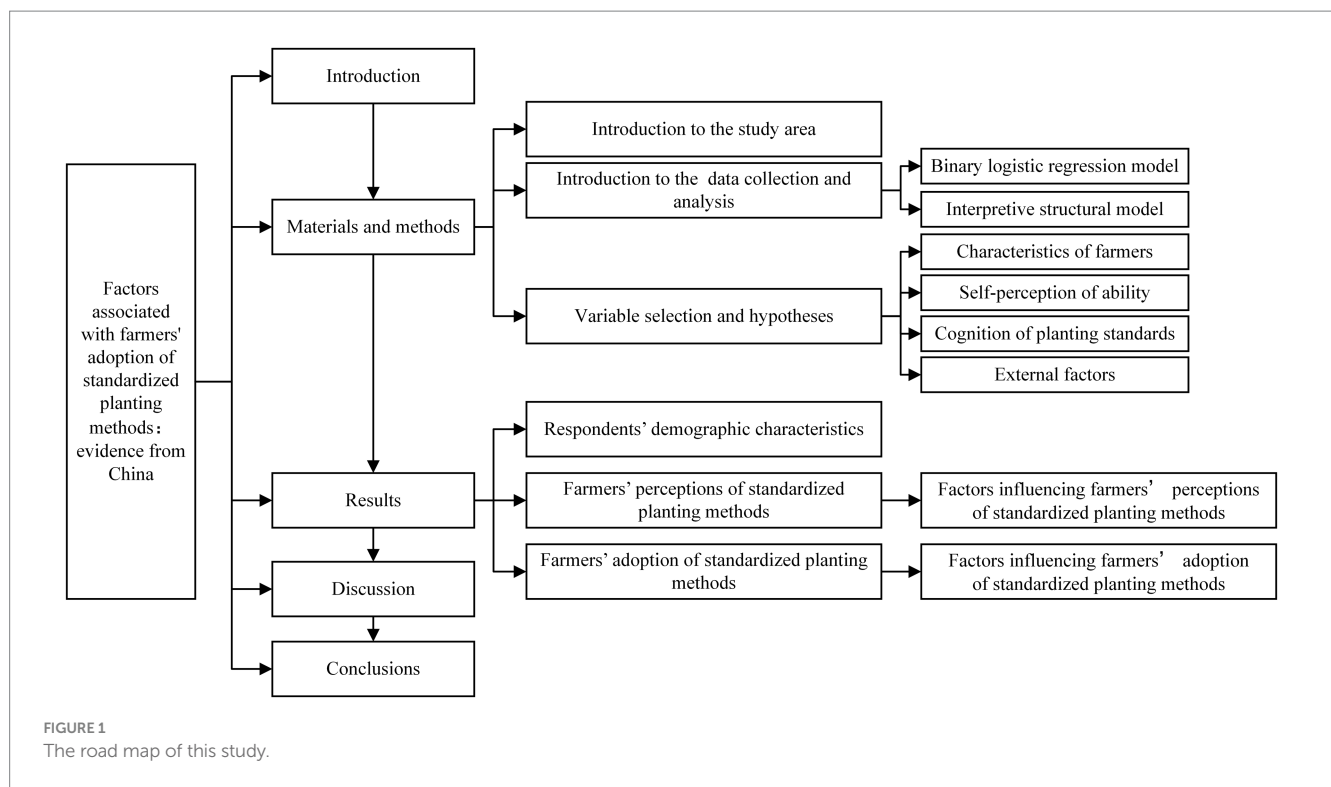 Factors
associated
with farmers'
adoption of
standardized
planting
methods：
evidence from
China
Introduction
Materials and methods
Results
Discussion
Conclusions
Introduction to the study area
Introduction to the data collection and
analysis
Variable selection and hypotheses
Binary logistic regression model
Interpretive structural model
Characteristics of farmers
Self-perception of ability
Cognition of planting standards
External factors
Respondents’ demographic characteristics
Farmers’ perceptions of standardized
planting methods
Farmers’ adoption of standardized planting
methods
Factors influencing farmers’ perceptions
of standardized planting methods
Factors influencing farmers’ adoption
of standardized planting methods
FIGURE 1
The road map of this study.